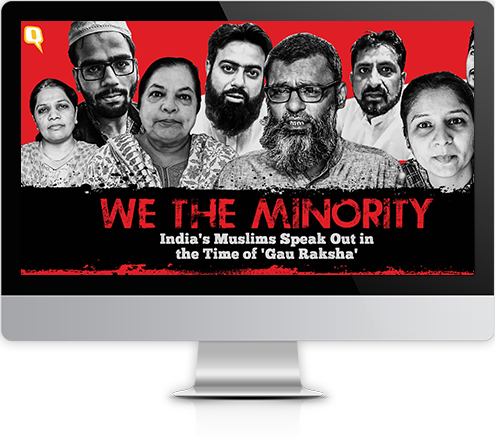 Q
WE THE MINORITY
India's Muslims Speak Out in
the Time of 'Gau Raksha'